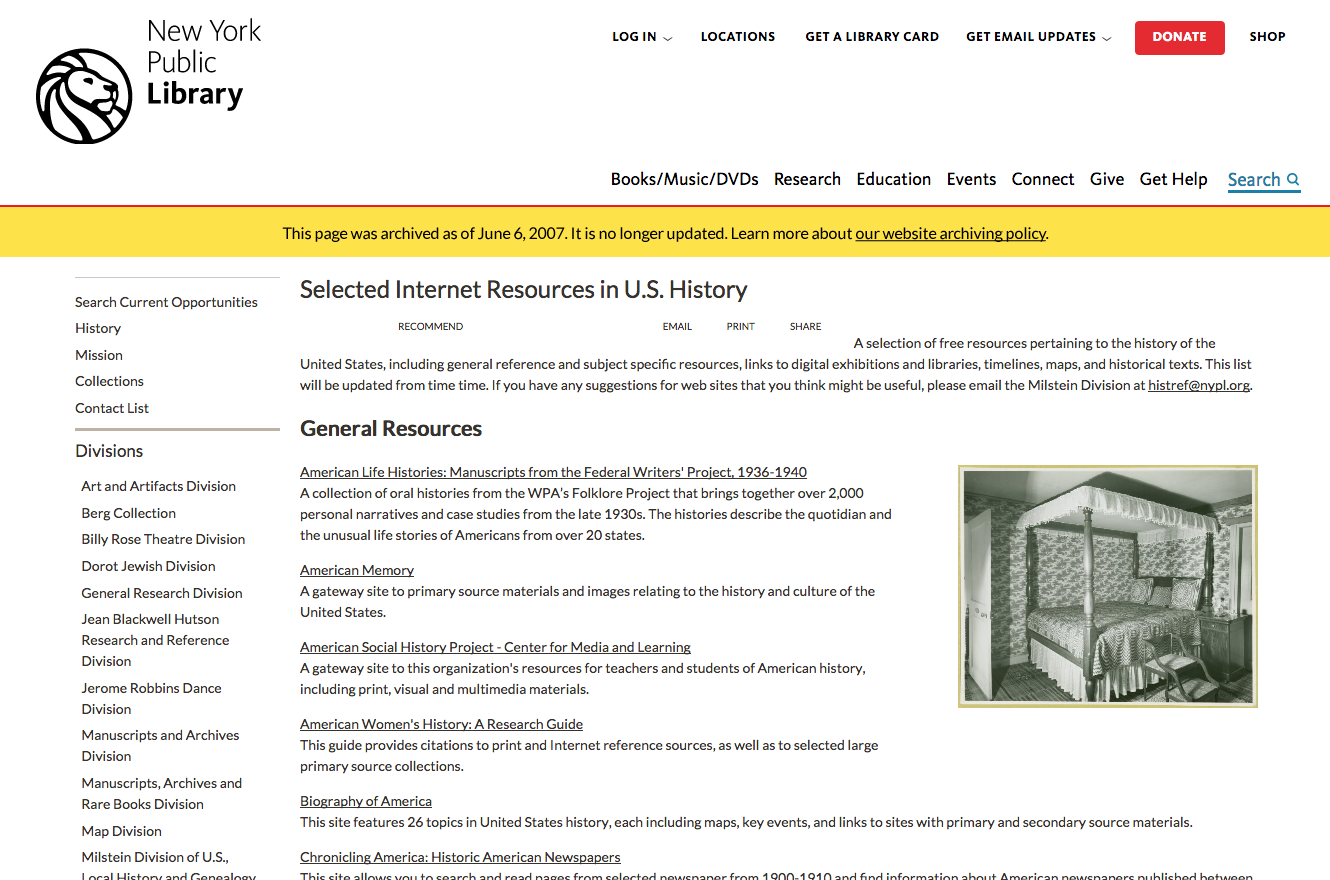 New York
Public
Library
LOG IN
LOCATIONS
GET A LIBRARY CARD
GET EMAIL UPDATES
DONATE
SHOP
Books/Music/DVDs
Research
Education
Events
Connect
Give
Get Help
Search
This page was archived as of June 6, 2007. It is no longer updated. Learn more about our website archiving policy.
Search Current Opportunities
History
Mission
Collections
Contact List
Divisions
Art and Artifacts Division
Berg Collection
Billy Rose Theatre Division
Dorot Jewish Division
General Research Division
Jean Blackwell Hutson
Research and Reference
Division
Jerome Robbins Dance
Division
Manuscripts and Archives
Division
Manuscripts, Archives and
Rare Books Division
Map Division
Milstein Division of U.S.,
Local History and Genealogy
Selected Internet Resources in U.S. History
RECOMMEND
EMAIL
PRINT
SHARE
A selection of free resources pertaining to the history of the
United States, including general reference and subject specific resources, links to digital exhibitions and libraries, timelines, maps, and historical texts. This list
will be updated from time time. If you have any suggestions for web sites that you think might be useful, please email the Milstein Division at histref@nypl.org.
General Resources
American Life Histories: Manuscripts from the Federal Writers' Project, 1936-1940
A collection of oral histories from the WPA's Folklore Project that brings together over 2,000
personal narratives and case studies from the late 1930s. The histories describe the quotidian and
the unusual life stories of Americans from over 20 states.
American Memory
A gateway site to primary source materials and images relating to the history and culture of the
United States.
American Social History Project - Center for Media and Learning
A gateway site to this organization's resources for teachers and students of American history,
including print, visual and multimedia materials.
American Women's History: A Research Guide
This guide provides citations to print and Internet reference sources, as well as to selected large
primary source collections.
Biography of America
This site features 26 topics in United States history, each including maps, key events, and links to sites with primary and secondary source materials.
Chronicling America: Historic American Newspapers
This site allows you to search and read pages from selected newspaper from 1900-1910 and find information about American newspapers published between